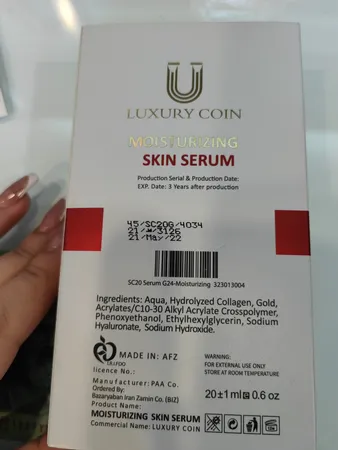 LUXURY COIN
MOISTURIZING
SKIN SERUM
Production Serial & Production Date:
EXP. Date: 3 Years after production
45/SC20G/4034
21/May/22
SC20 Serum G24-Moisturizing 323013004
Ingredients: Aqua, Hydrolyzed Collagen, Gold,
Acrylates/C10-30 Alkyl Acrylate Crosspolymer,
Phenoxyethanol, Ethylhexylglycerin, Sodium
Hyaluronate, Sodium Hydroxide.
MADE IN: AFZ
licence No.:
Manufacturer: PAA Co.
Ordered By:
Bazaryaban Iran Zamin Co. (BIZ)
Product Name:
MOISTURIZING SKIN SERUM
Commercial Name: LUXURY COIN
WARNING:
FOR EXTERNAL USE ONLY
STORE AT ROOM TEMPERATURE
20±1ml e 0.6 oz